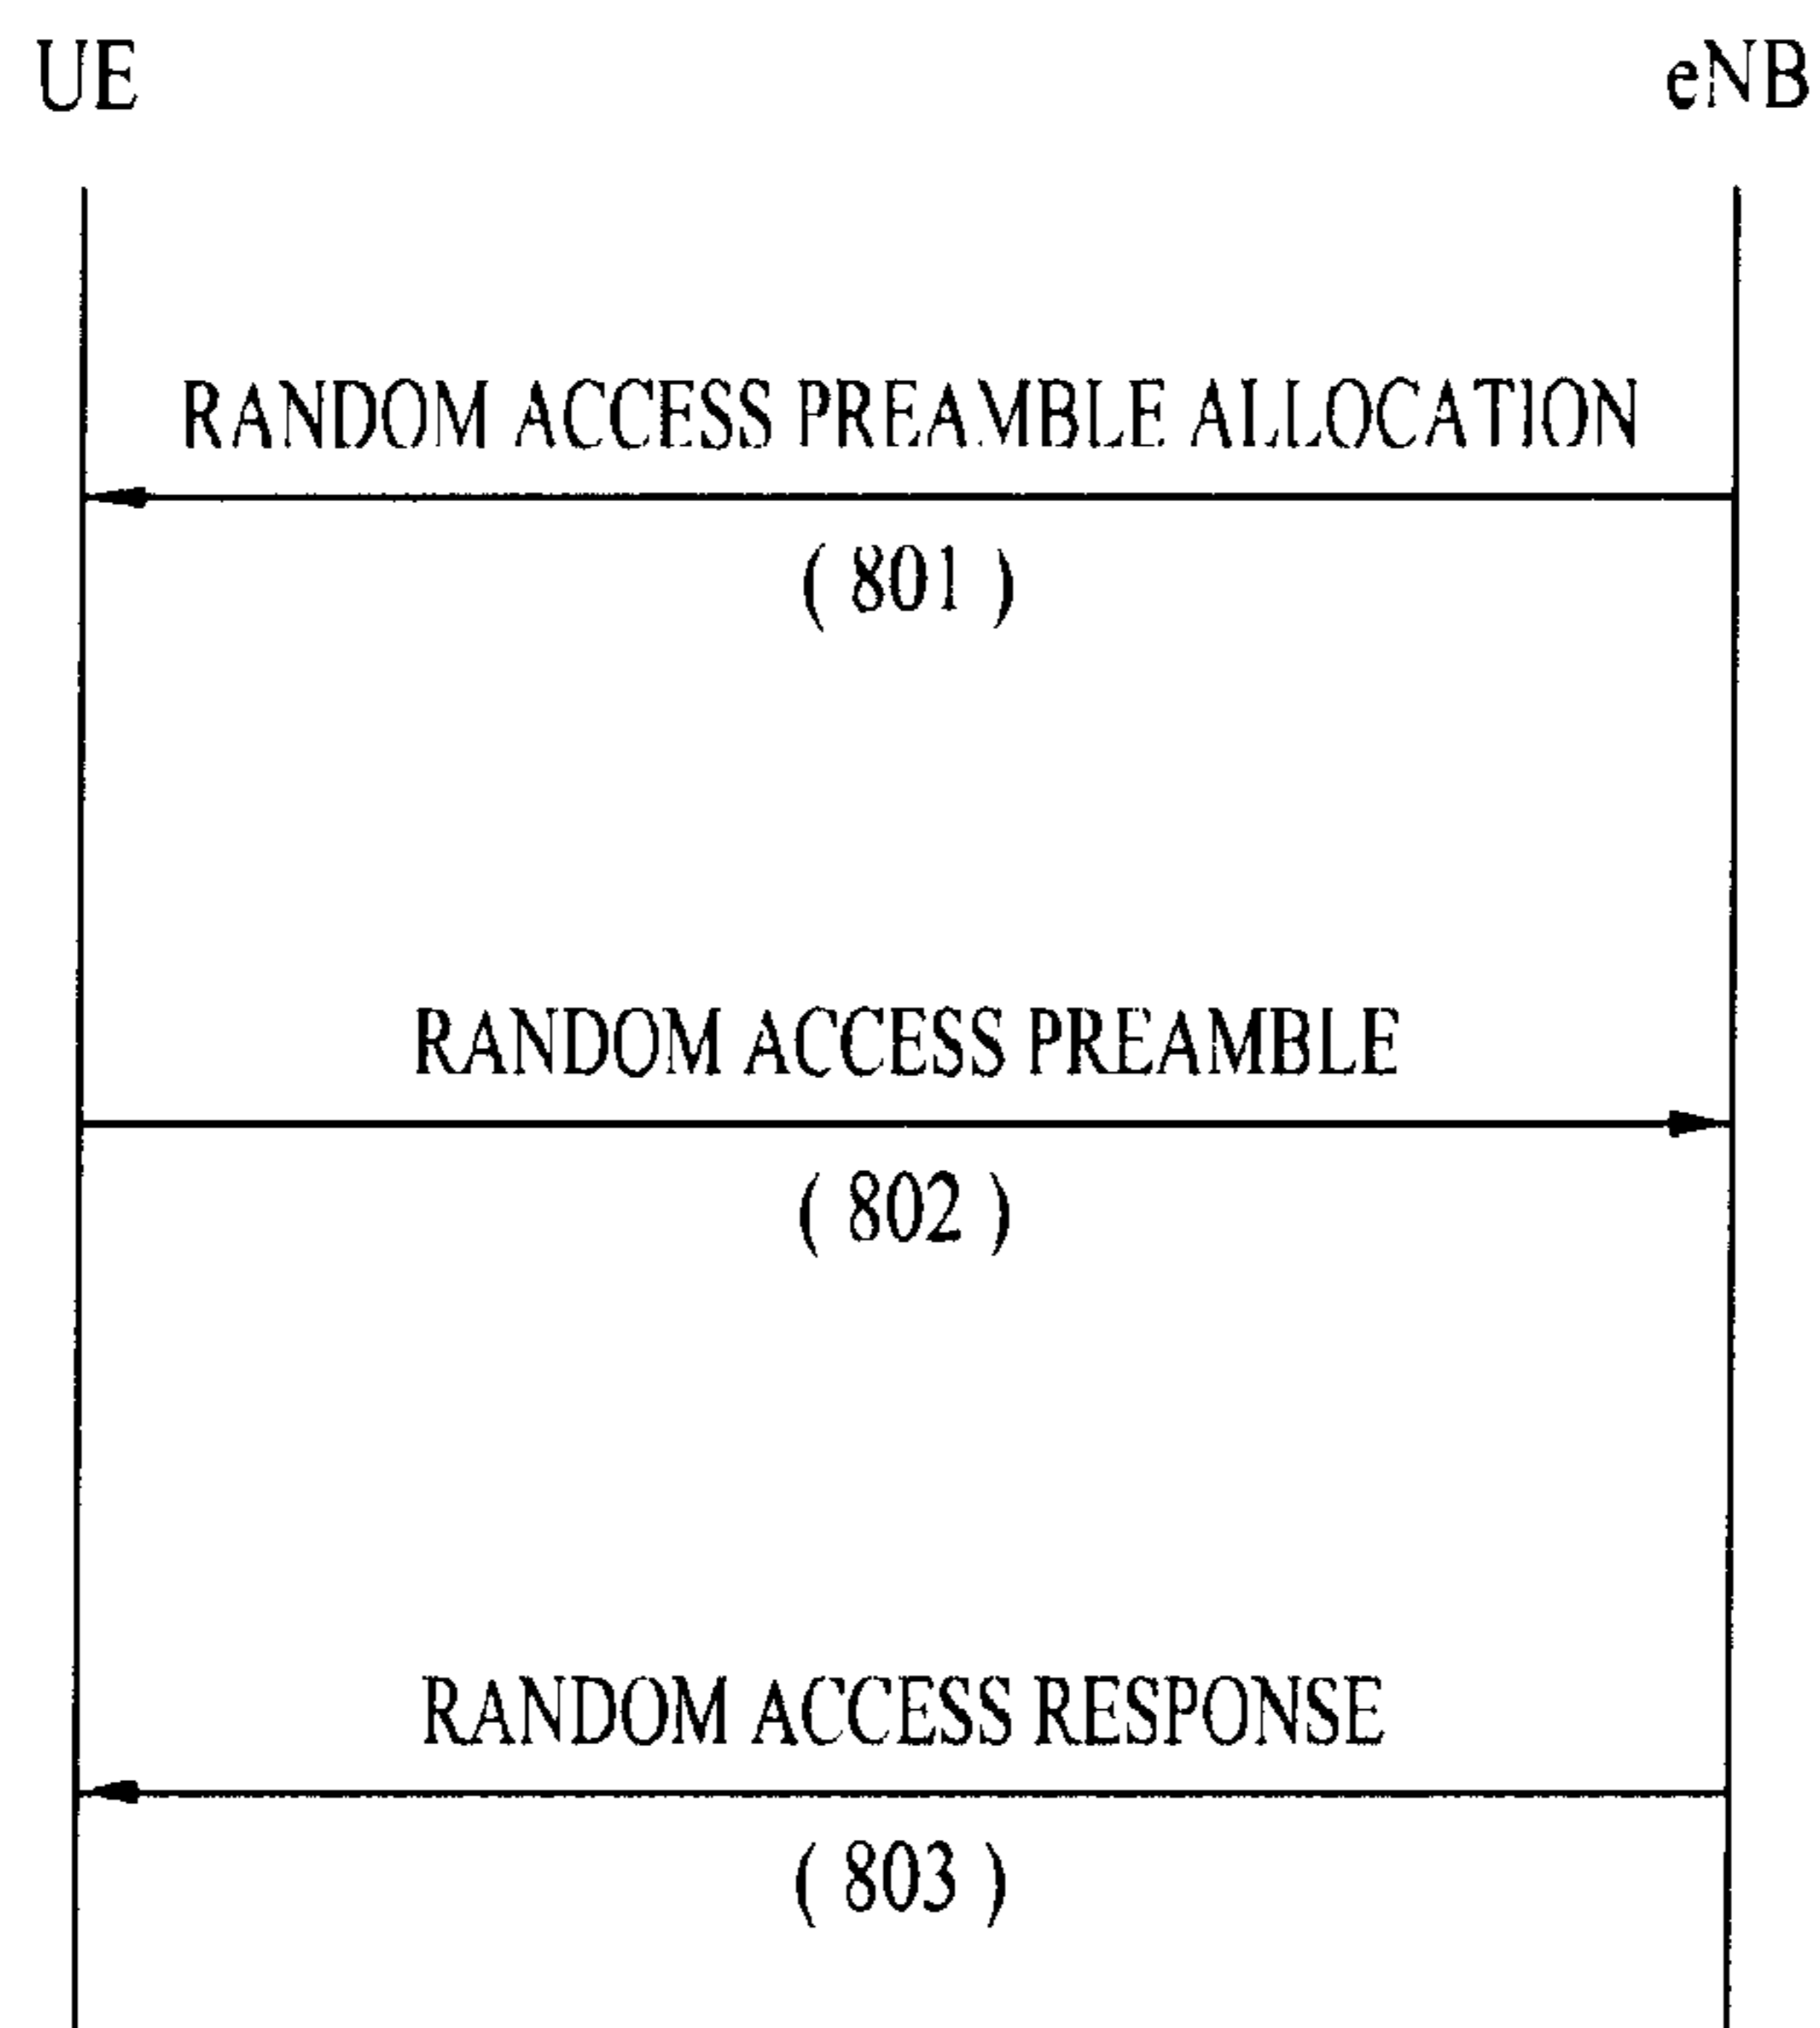 UE
eNB
RANDOM ACCESS PREAMBLE ALLOCATION
( 801 )
RANDOM ACCESS PREAMBLE
( 802 )
RANDOM ACCESS RESPONSE
( 803 )